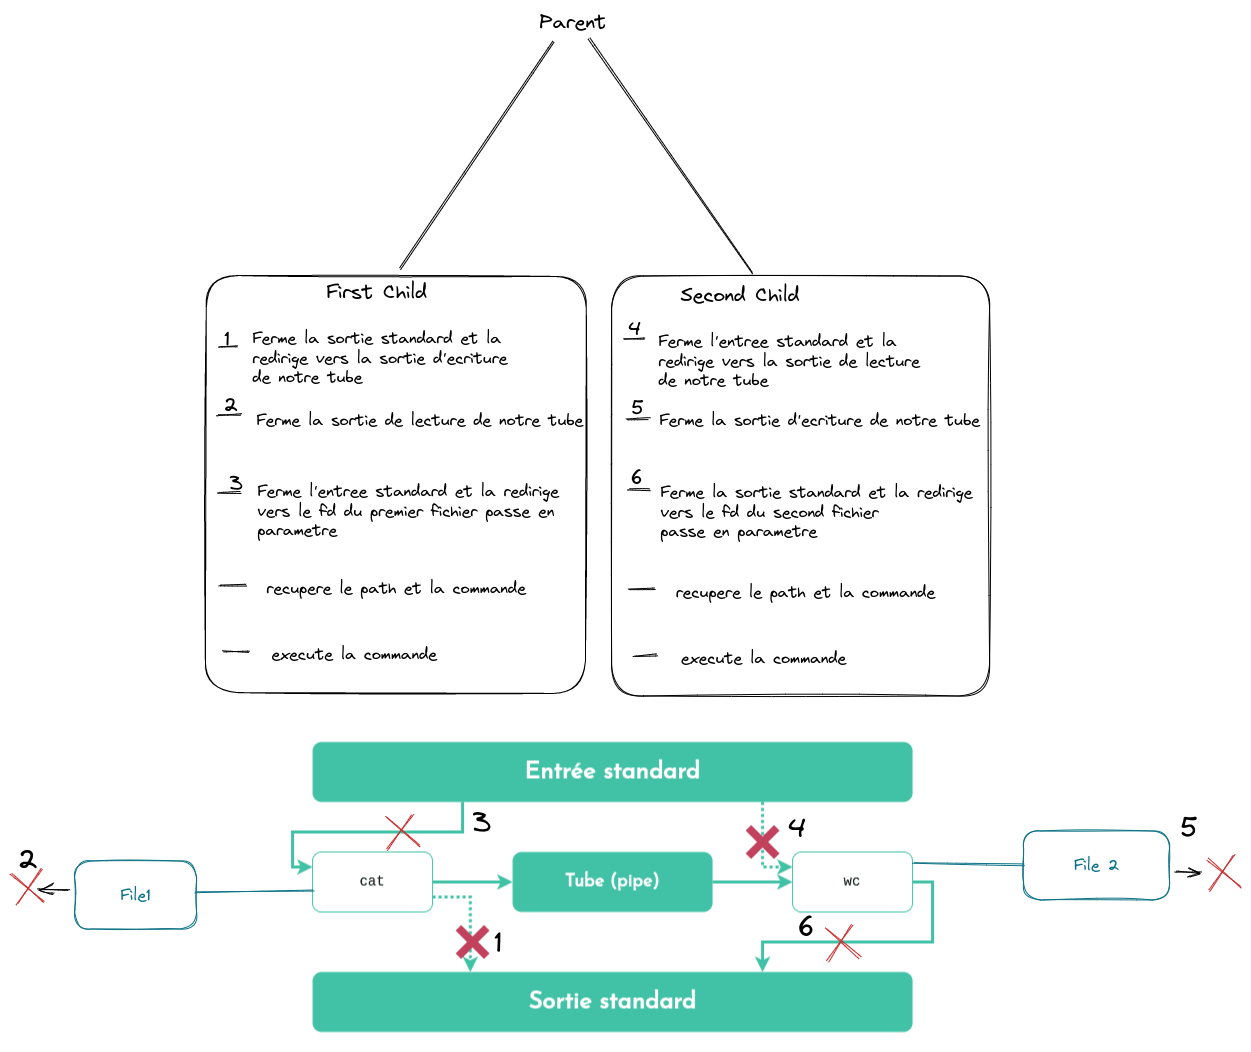 Parent
First Child
1
Ferme la sortie standard et la
redirige vers la sortie d'ecriture
de notre tube
2
Ferme la sortie de lecture de notre tube
3
Ferme l'entree standard et la redirige
vers le fd du premier fichier passe en
parametre
recupere le path et la commande
execute la commande
Second Child
4
Ferme l'entree standard et la
redirige vers la sortie de lecture
de notre tube
5
Ferme la sortie d'ecriture de notre tube
6
Ferme la sortie standard et la redirige
vers le fd du second fichier
passe en parametre
recupere le path et la commande
execute la commande
Entrée standard
3
4
5
2
File1
cat
Tube (pipe)
wc
File 2
1
6
Sortie standard